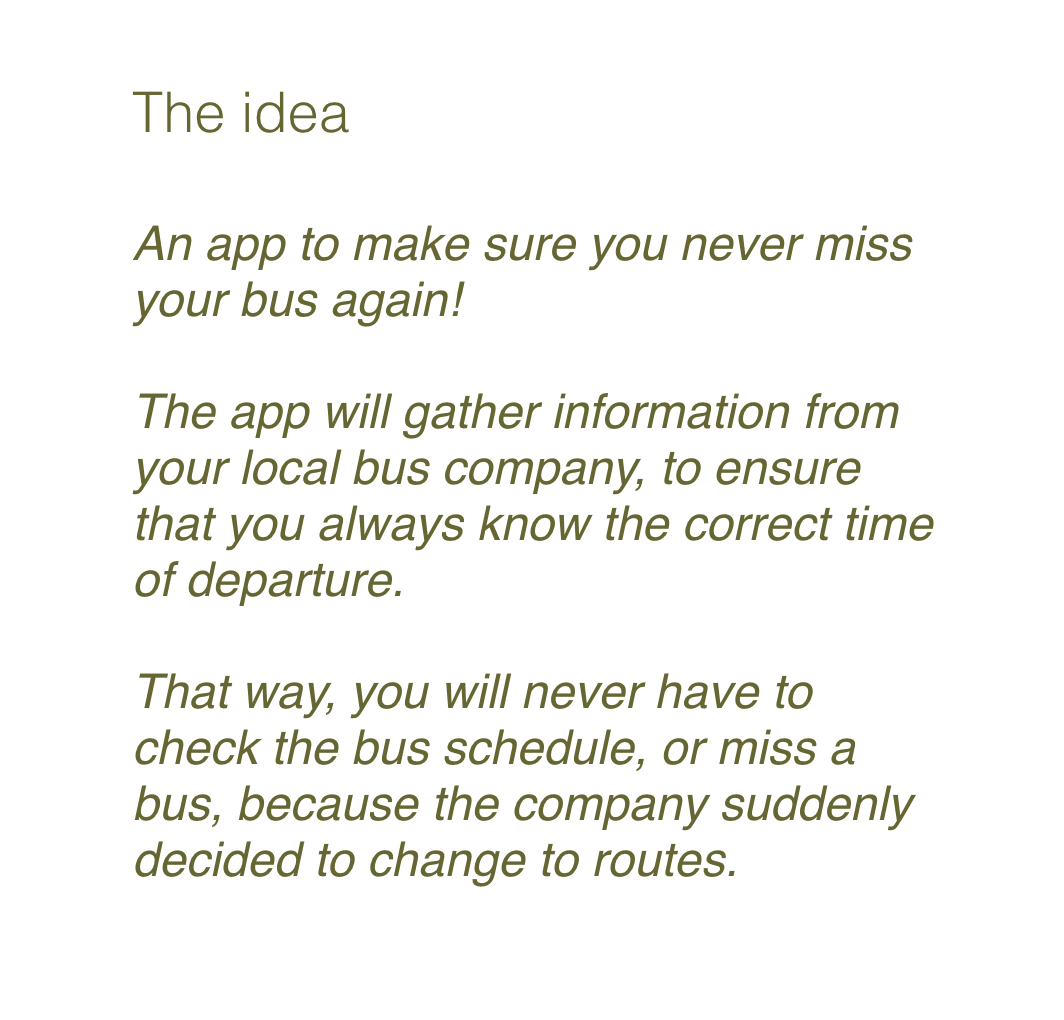 The idea
An app to make sure you never miss
your bus again!
The app will gather information from
your local bus company, to ensure
that you always know the correct time
of departure.
That way, you will never have to
check the bus schedule, or miss a
bus, because the company suddenly
decided to change to routes.